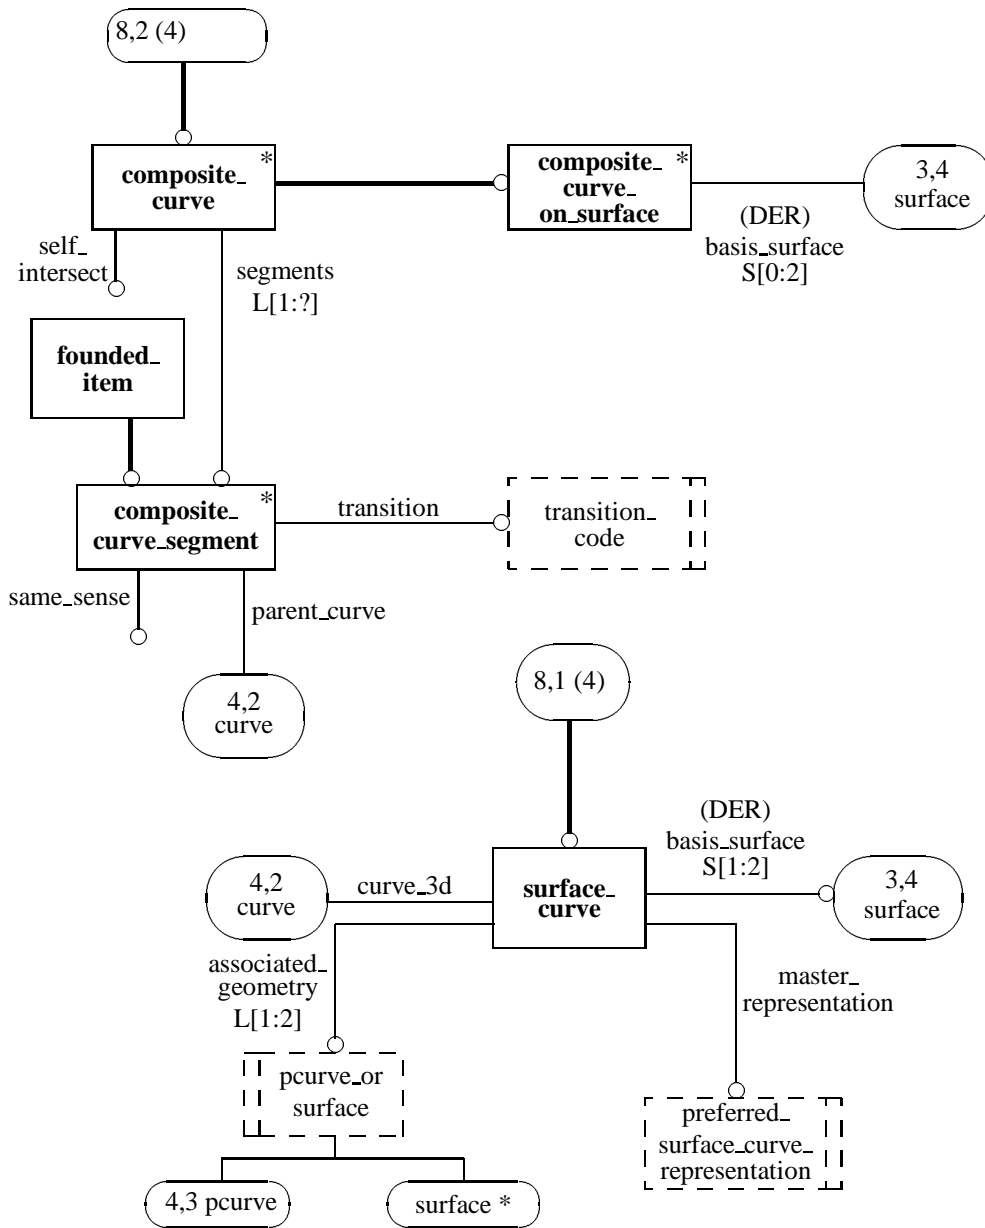 8,2 (4)
composite_
curve
*
composite_
curve_
on_surface
*
3,4
surface
(DER)
basis_surface
S[0:2]
self_
intersect
segments
L[1:?]
founded_
item
composite_
curve_segment
*
transition
transition_
code
same_sense
parent_curve
4,2
curve
8,1 (4)
(DER)
basis_surface
S[1:2]
4,2
curve
curve_3d
surface_
curve
3,4
surface
associated_
geometry
L[1:2]
master_
representation
pcurve_or
surface
preferred_
surface_curve_
representation
4,3 pcurve
surface *